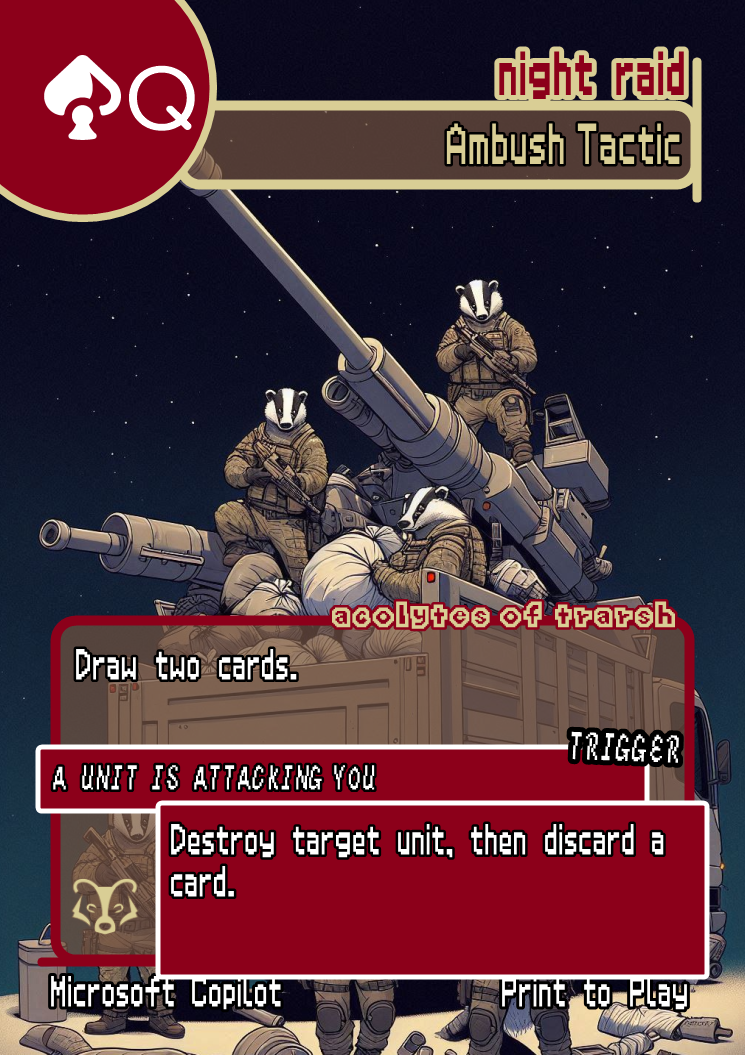 Q
night raid
Ambush Tactic
acolytes of trarsh
Draw two cards.
TRIGGER
A UNIT IS ATTACKING YOU
Destroy target unit, then discard a
card.
Microsoft Copilot
Print to Play